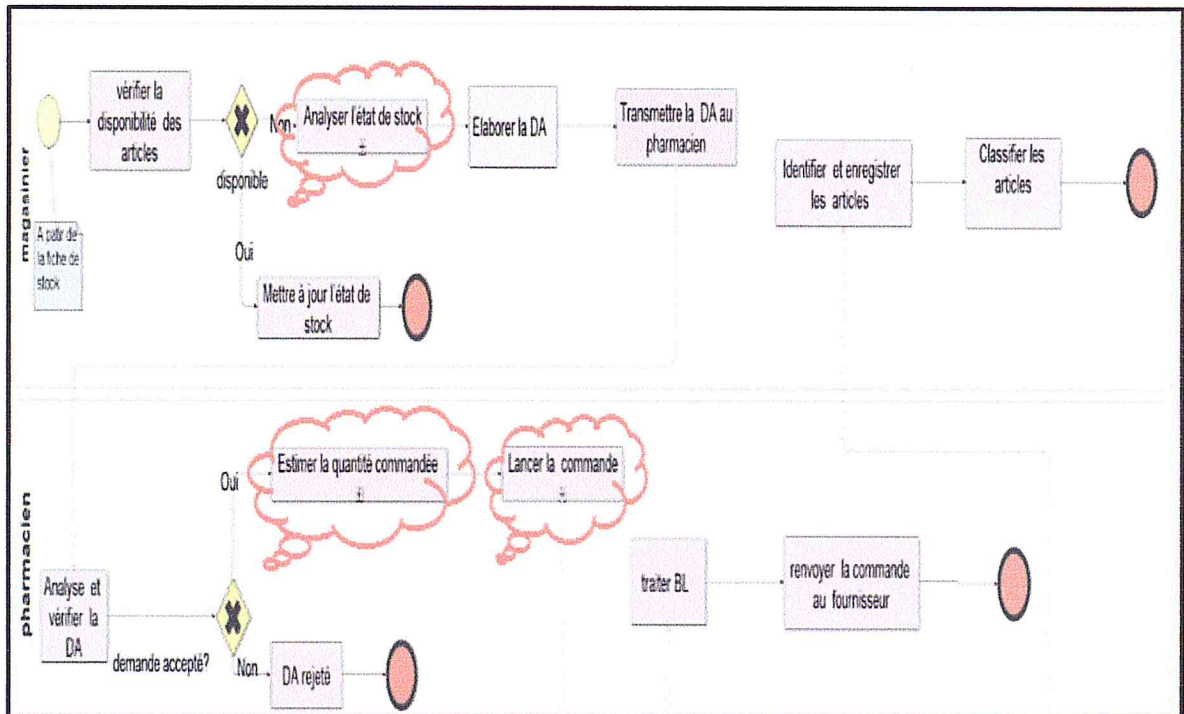 magasinier
vérifier la
disponibilité des
articles
Non
disponible
Oui
Analyser l'état de stock
Elaborer la DA
Transmettre la DA au
pharmacien
Identifier et enregistrer
les articles
Classifier les
articles
A patir de
la fiche de
stock
Mettre à jour l'état de
stock
pharmacien
Analyse et
vérifier la
DA
demande accepté?
Oui
Non
Estimer la quantité commandée
Lancer la commande
DA rejeté
traiter BL
renvoyer la commande
au fournisseur